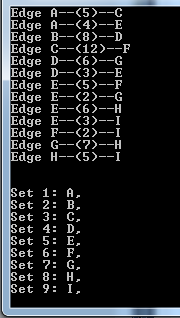 Edge A--(5)--C
Edge A--(4)--E
Edge B--(8)--D
Edge C--(12)--F
Edge D--(6)--G
Edge D--(3)--E
Edge E--(5)--F
Edge E--(2)--G
Edge E--(6)--H
Edge E--(3)--I
Edge F--(2)--I
Edge G--(7)--H
Edge H--(5)--I
Set 1: A,
Set 2: B,
Set 3: C,
Set 4: D,
Set 5: E,
Set 6: F,
Set 7: G,
Set 8: H,
Set 9: I,